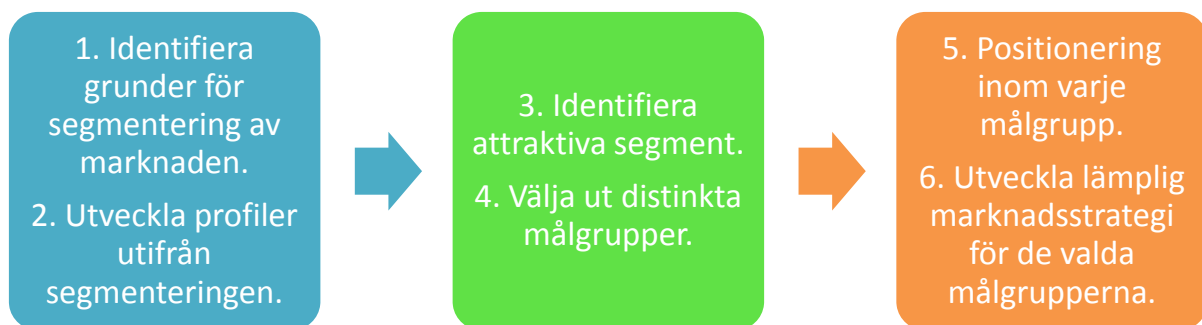 1. Identifiera
grunder för
segmentering av
marknaden.
2. Utveckla profiler
utifrån
segmenteringen.
3. Identifiera
attraktiva segment.
4. Välja ut distinkta
målgrupper.
5. Positionering
inom varje
målgrupp.
6. Utveckla lämplig
marknadsstrategi
för de valda
målgrupperna.